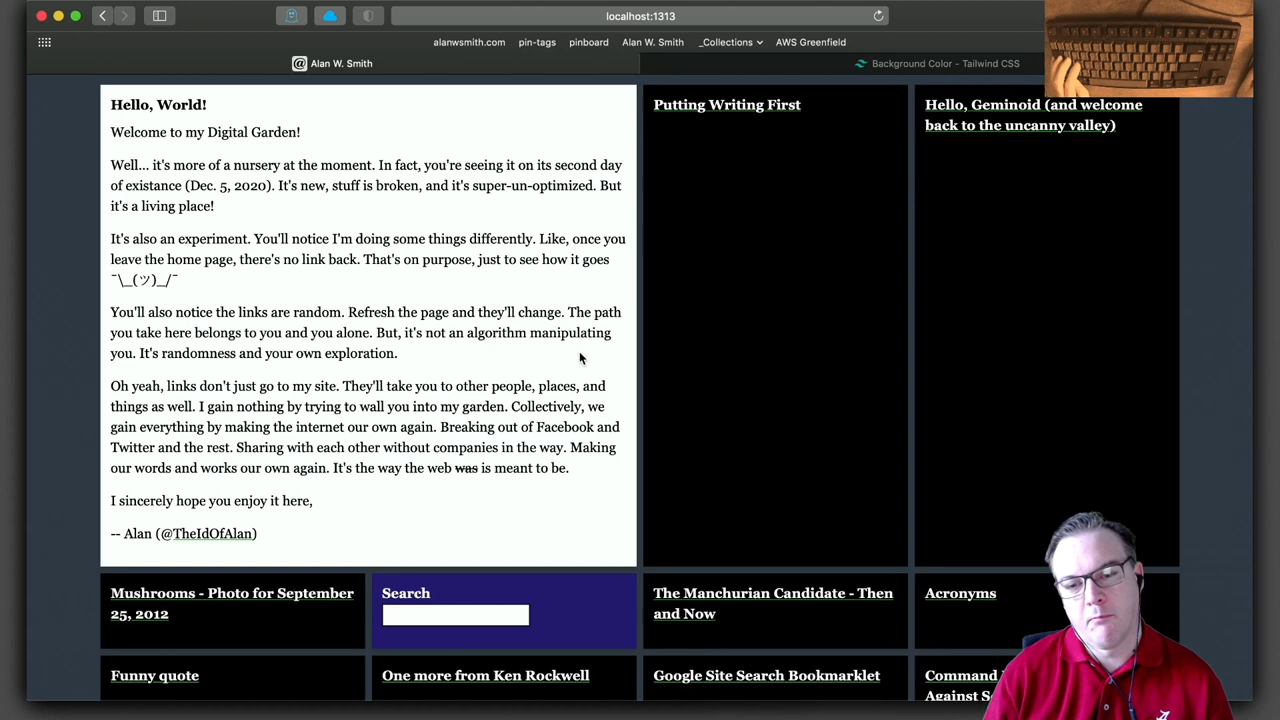 localhost:1313
alanwsmith.com pin-tags pinboard Alan W. Smith _Collections AWS Greenfield
@ Alan W. Smith
Background Color - Tailwind CSS
Hello, World!
Welcome to my Digital Garden!
Well... it's more of a nursery at the moment. In fact, you're seeing it on its second day
of existance (Dec. 5, 2020). It's new, stuff is broken, and it's super-un-optimized. But
it's a living place!
It's also an experiment. You'll notice I'm doing some things differently. Like, once you
leave the home page, there's no link back. That's on purpose, just to see how it goes
¯\_(ツ)_/¯
You'll also notice the links are random. Refresh the page and they'll change. The path
you take here belongs to you and you alone. But, it's not an algorithm manipulating
you. It's randomness and your own exploration.
Oh yeah, links don't just go to my site. They'll take you to other people, places, and
things as well. I gain nothing by trying to wall you into my garden. Collectively, we
gain everything by making the internet our own again. Breaking out of Facebook and
Twitter and the rest. Sharing with each other without companies in the way. Making
our words and works our own again. It's the way the web was is meant to be.
I sincerely hope you enjoy it here,
-- Alan (@TheIdOfAlan)
Putting Writing First
Hello, Geminoid (and welcome
back to the uncanny valley)
Mushrooms - Photo for September
25, 2012
Search
The Manchurian Candidate - Then
and Now
Acronyms
Funny quote
One more from Ken Rockwell
Google Site Search Bookmarklet
Command
Against